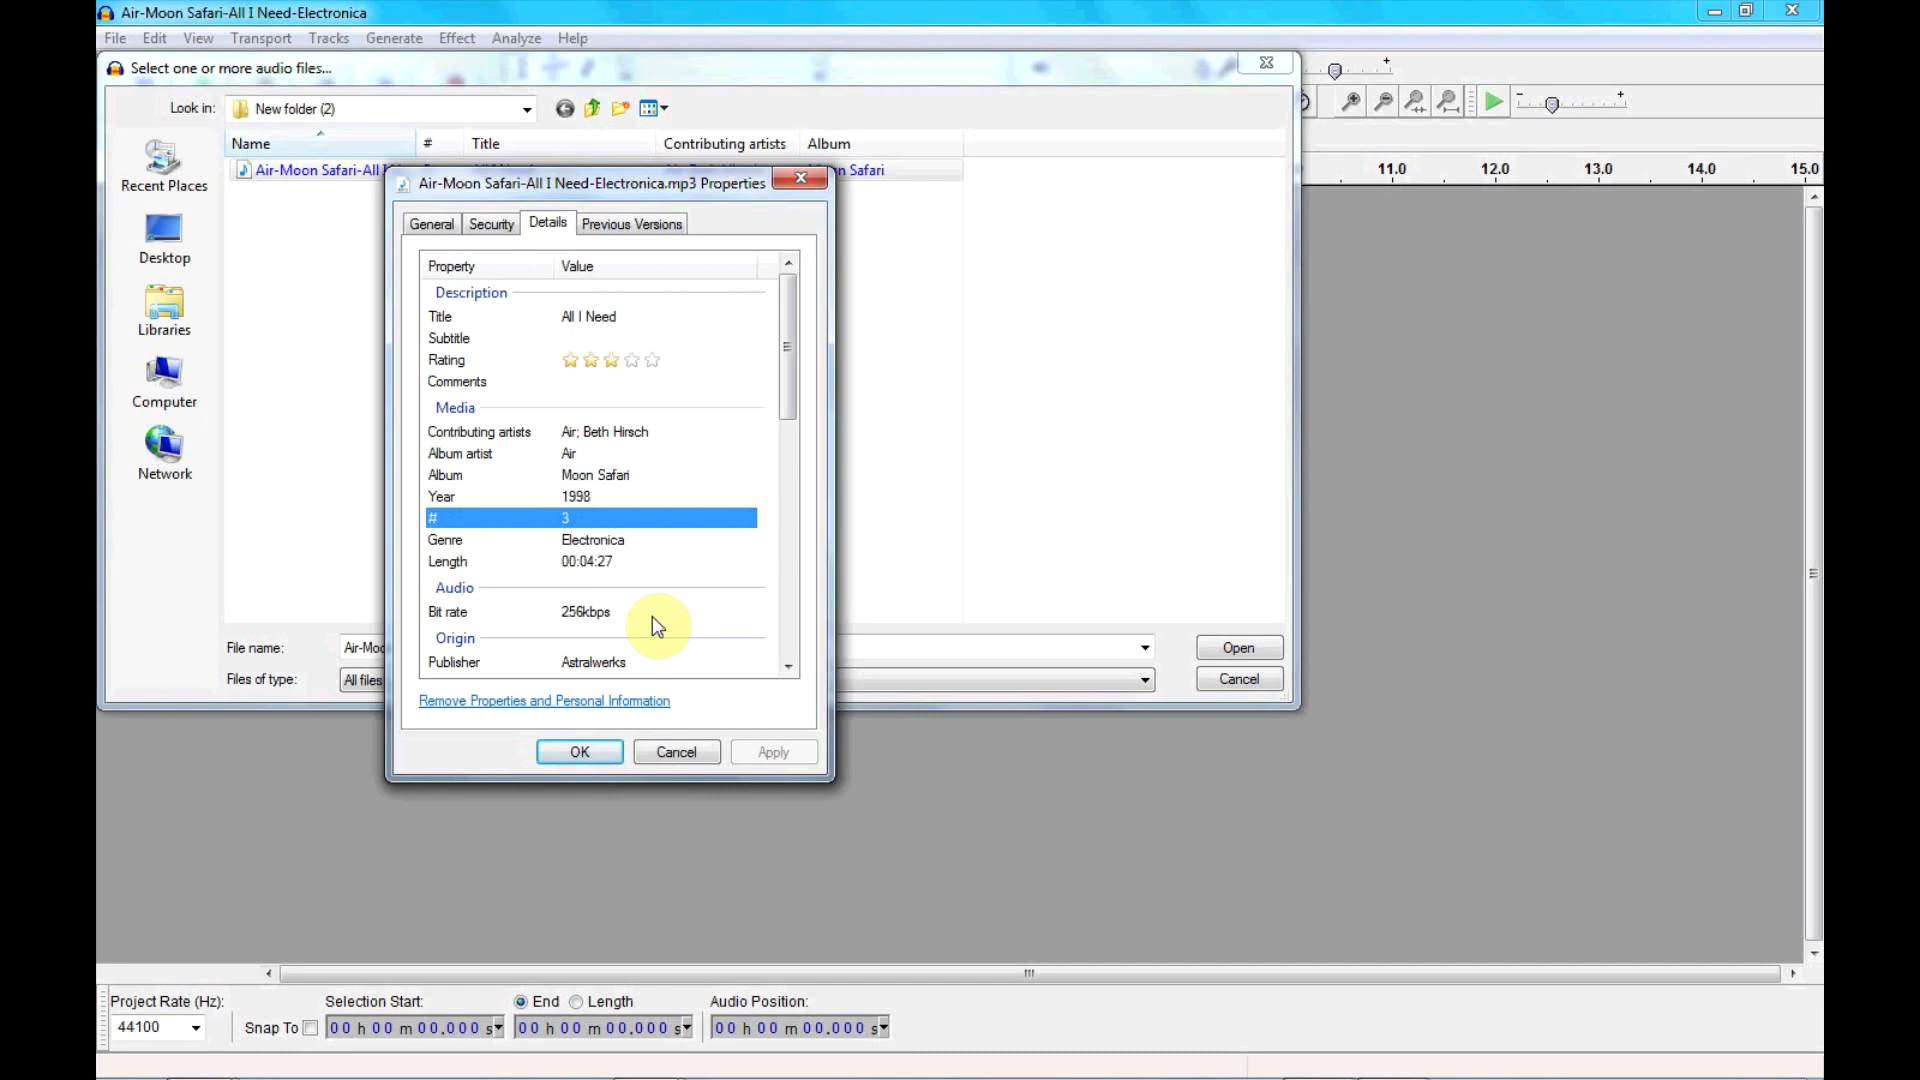 Air-Moon Safari-All I Need-Electronica
File Edit View Transport Tracks Generate Effect Analyze Help
Select one or more audio files...
Look in: New folder (2)
Name # Title Contributing artists Album
Air-Moon Safari-All I
Safari
11.0 12.0 13.0 14.0 15.0
Recent Places
Desktop
Libraries
Computer
Network
Air-Moon Safari-All I Need-Electronica.mp3 Properties
General Security Details Previous Versions
Property Value
Description
Title All I Need
Subtitle
Rating
Comments
Media
Contributing artists Air; Beth Hirsch
Album artist Air
Album Moon Safari
Year 1998
# 3
Genre Electronica
Length 00:04:27
Audio
Bit rate 256kbps
Origin
Publisher Astralwerks
Remove Properties and Personal Information
OK Cancel Apply
File name: Air-Moo
Open
Files of type: All files
Cancel
Project Rate (Hz): Selection Start: End Length Audio Position:
44100 Snap To 00 h 00 m 00.000 s 00 h 00 m 00.000 s 00 h 00 m 00.000 s